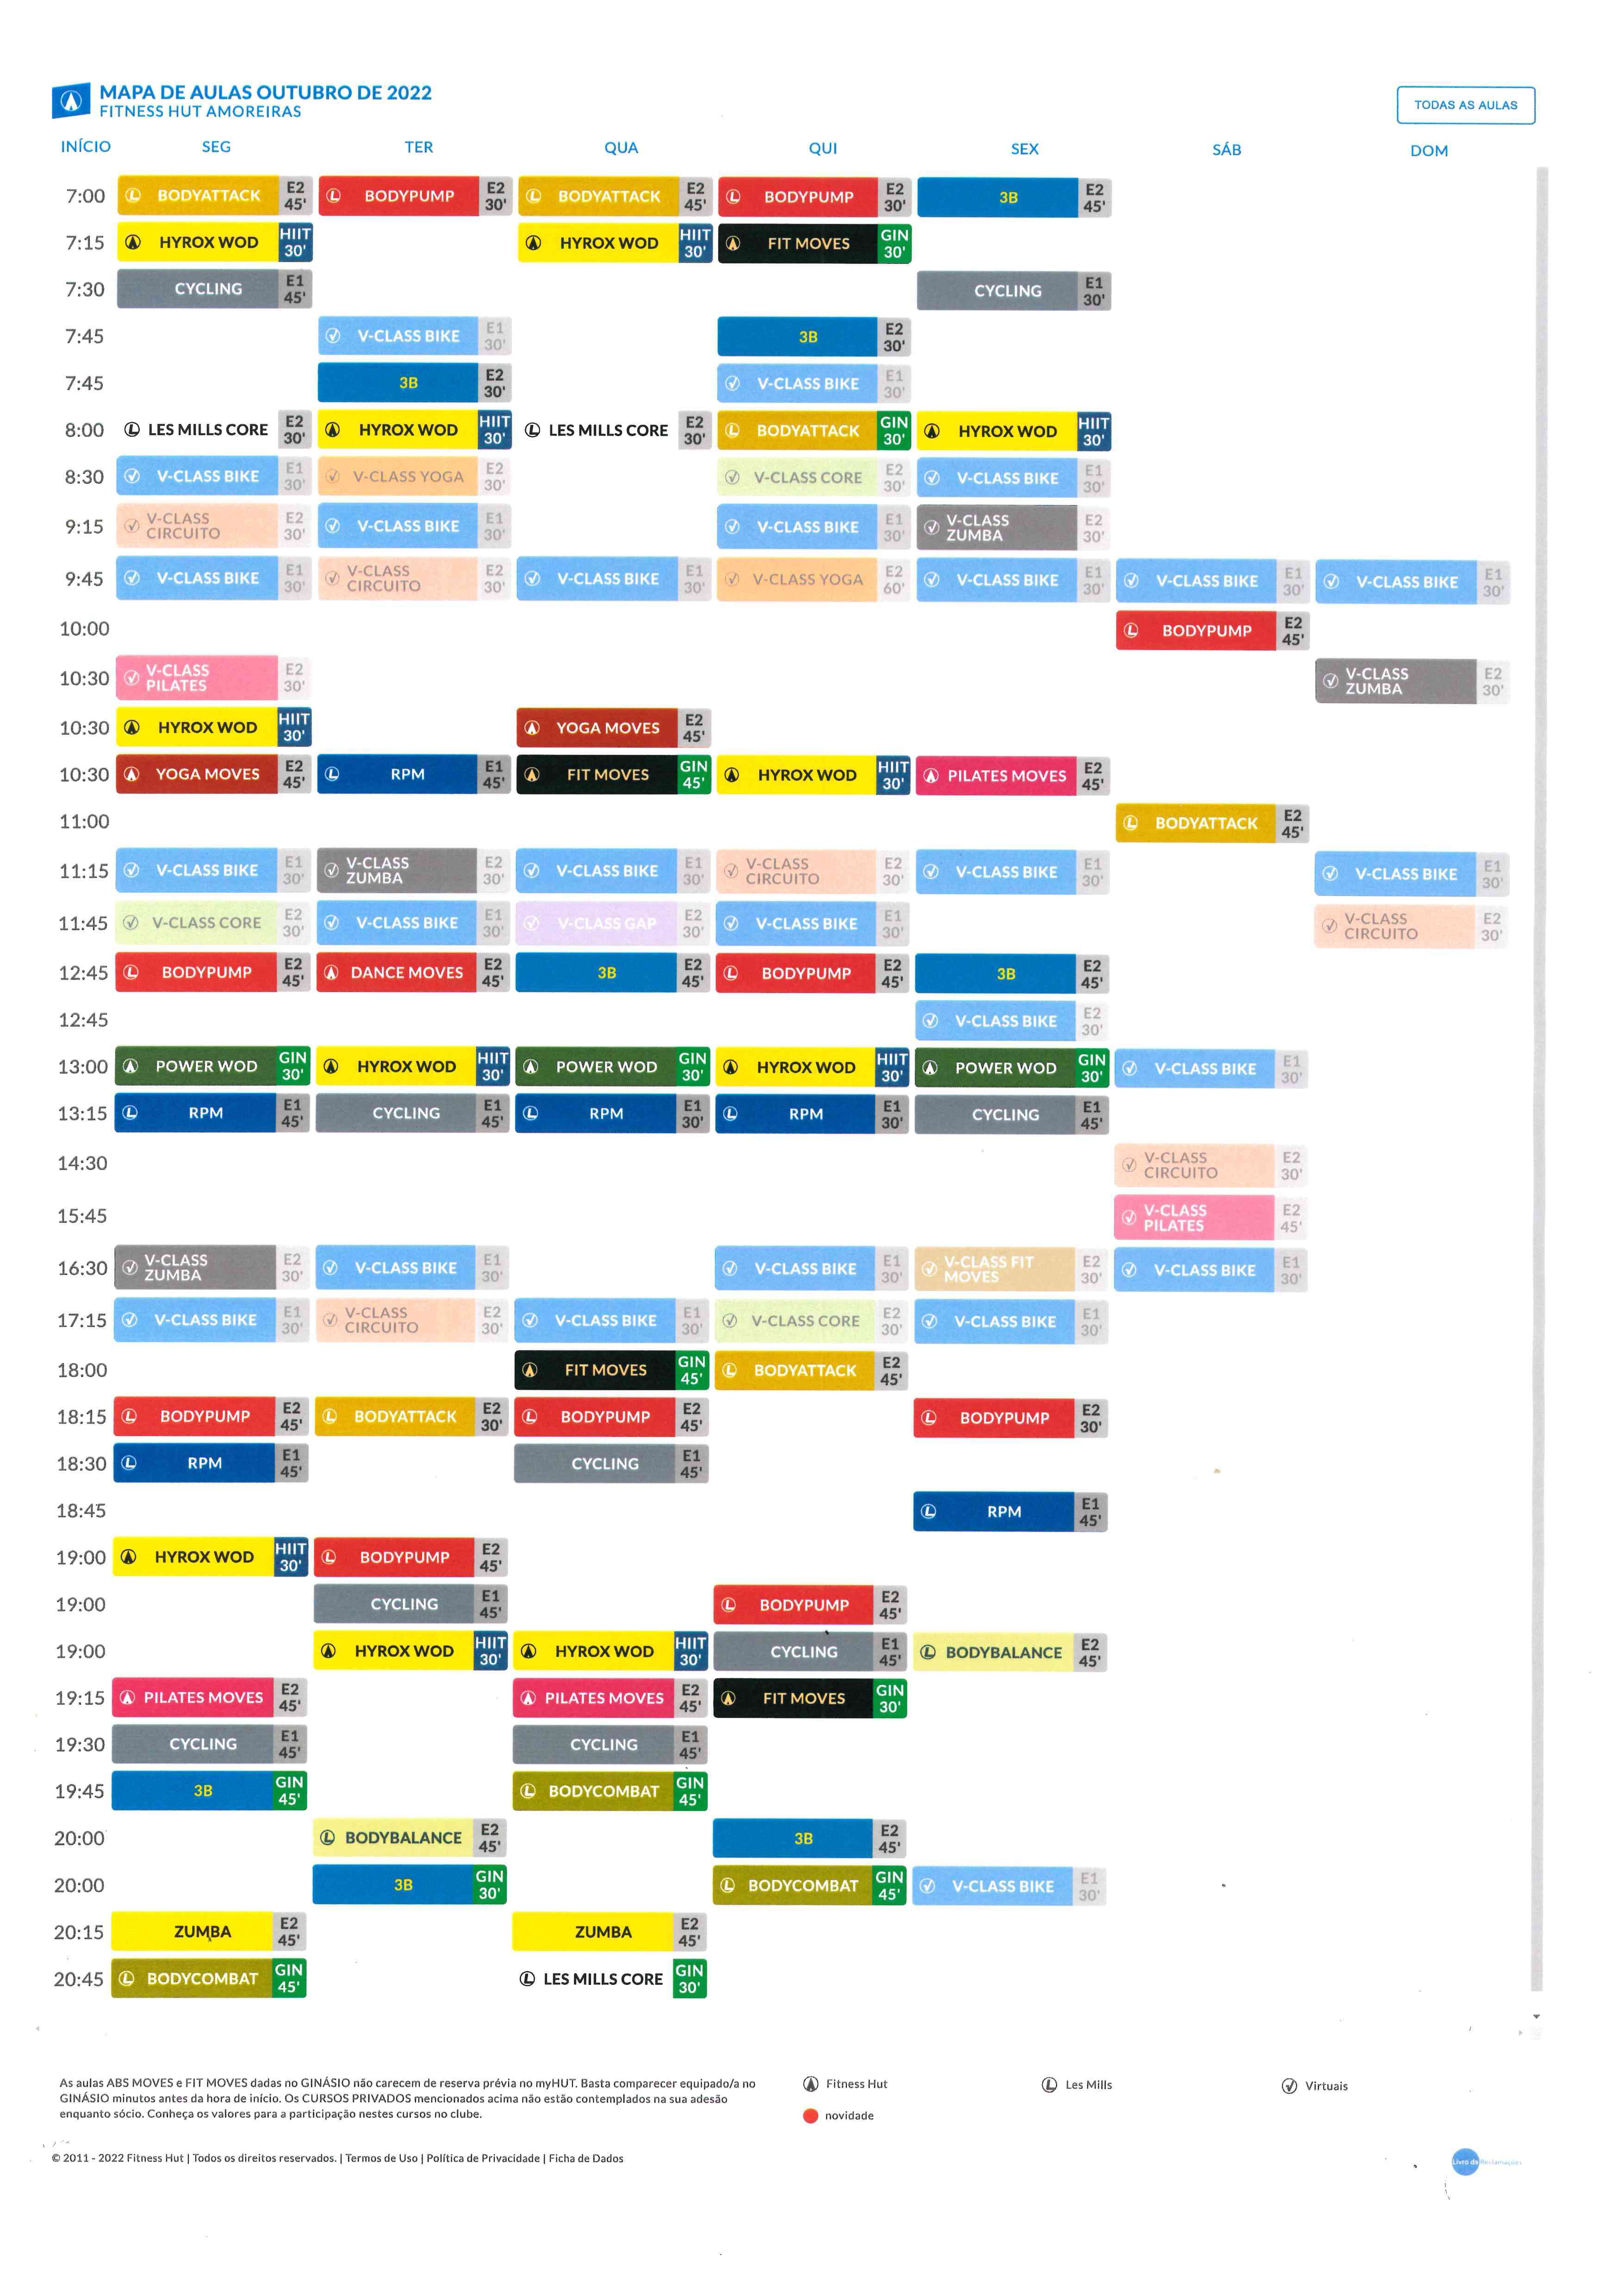 MAPA DE AULAS OUTUBRO DE 2022
FITNESS HUT AMOREIRAS
TODAS AS AULAS
INÍCIO SEG TER QUA QUI SEX SÁB DOM
7:00 BODYATTACK E2 45' BODYPUMP E2 30' BODYATTACK E2 45' BODYPUMP E2 30' 3B E2 45'
7:15 HYROX WOD HIIT 30' HYROX WOD HIIT 30' FIT MOVES GIN 30'
7:30 CYCLING E1 45' CYCLING E1 30'
7:45 V-CLASS BIKE E1 30' 3B E2 30'
7:45 3B E2 30' V-CLASS BIKE E1 30'
8:00 LES MILLS CORE E2 30' HYROX WOD HIIT 30' LES MILLS CORE E2 30' BODYATTACK GIN 30' HYROX WOD HIIT 30'
8:30 V-CLASS BIKE E1 30' V-CLASS YOGA E2 30' V-CLASS CORE E2 30' V-CLASS BIKE E1 30'
9:15 V-CLASS CIRCUITO E2 30' V-CLASS BIKE E1 30' V-CLASS BIKE E1 30' V-CLASS ZUMBA E2 30'
9:45 V-CLASS BIKE E1 30' V-CLASS CIRCUITO E2 30' V-CLASS BIKE E1 30' V-CLASS YOGA E2 60' V-CLASS BIKE E1 30' V-CLASS BIKE E1 30' V-CLASS BIKE E1 30'
10:00 BODYPUMP E2 45'
10:30 V-CLASS PILATES E2 30' V-CLASS ZUMBA E2 30'
10:30 HYROX WOD HIIT 30' YOGA MOVES E2 45'
10:30 YOGA MOVES E2 45' RPM E1 45' FIT MOVES GIN 45' HYROX WOD HIIT 30' PILATES MOVES E2 45'
11:00 BODYATTACK E2 45'
11:15 V-CLASS BIKE E1 30' V-CLASS ZUMBA E2 30' V-CLASS BIKE E1 30' V-CLASS CIRCUITO E2 30' V-CLASS BIKE E1 30' V-CLASS BIKE E1 30'
11:45 V-CLASS CORE E2 30' V-CLASS BIKE E1 30' V-CLASS GAP E2 30' V-CLASS BIKE E1 30' V-CLASS CIRCUITO E2 30'
12:45 BODYPUMP E2 45' DANCE MOVES E2 45' 3B E2 45' BODYPUMP E2 45' 3B E2 45'
12:45 V-CLASS BIKE E2 30'
13:00 POWER WOD GIN 30' HYROX WOD HIIT 30' POWER WOD GIN 30' HYROX WOD HIIT 30' POWER WOD GIN 30' V-CLASS BIKE E1 30'
13:15 RPM E1 45' CYCLING E1 45' RPM E1 30' RPM E1 30' CYCLING E1 45'
14:30 V-CLASS CIRCUITO E2 30'
15:45 V-CLASS PILATES E2 45'
16:30 V-CLASS ZUMBA E2 30' V-CLASS BIKE E1 30' V-CLASS BIKE E1 30' V-CLASS FIT MOVES E2 30' V-CLASS BIKE E1 30'
17:15 V-CLASS BIKE E1 30' V-CLASS CIRCUITO E2 30' V-CLASS BIKE E1 30' V-CLASS CORE E2 30' V-CLASS BIKE E1 30'
18:00 FIT MOVES GIN 45' BODYATTACK E2 45'
18:15 BODYPUMP E2 45' BODYATTACK E2 30' BODYPUMP E2 45' BODYPUMP E2 30'
18:30 RPM E1 45' CYCLING E1 45'
18:45 RPM E1 45'
19:00 HYROX WOD HIIT 30' BODYPUMP E2 45'
19:00 CYCLING E1 45' BODYPUMP E2 45'
19:00 HYROX WOD HIIT 30' HYROX WOD HIIT 30' CYCLING E1 45' BODYBALANCE E2 45'
19:15 PILATES MOVES E2 45' PILATES MOVES E2 45' FIT MOVES GIN 30'
19:30 CYCLING E1 45' CYCLING E1 45'
19:45 3B GIN 45' BODYCOMBAT GIN 45'
20:00 BODYBALANCE E2 45' 3B E2 45'
20:00 3B GIN 30' BODYCOMBAT GIN 45' V-CLASS BIKE E1 30'
20:15 ZUMBA E2 45' ZUMBA E2 45'
20:45 BODYCOMBAT GIN 45' LES MILLS CORE GIN 30'
As aulas ABS MOVES e FIT MOVES dadas no GINÁSIO não carecem de reserva prévia no myHUT. Basta comparecer equipado/a no
GINÁSIO minutos antes da hora de início. Os CURSOS PRIVADOS mencionados acima não estão contemplados na sua adesão
enquanto sócio. Conheça os valores para a participação nestes cursos no clube.
Fitness Hut Les Mills Virtuais
novidade
© 2011 - 2022 Fitness Hut | Todos os direitos reservados. | Termos de Uso | Política de Privacidade | Ficha de Dados
Livro de Reclamações